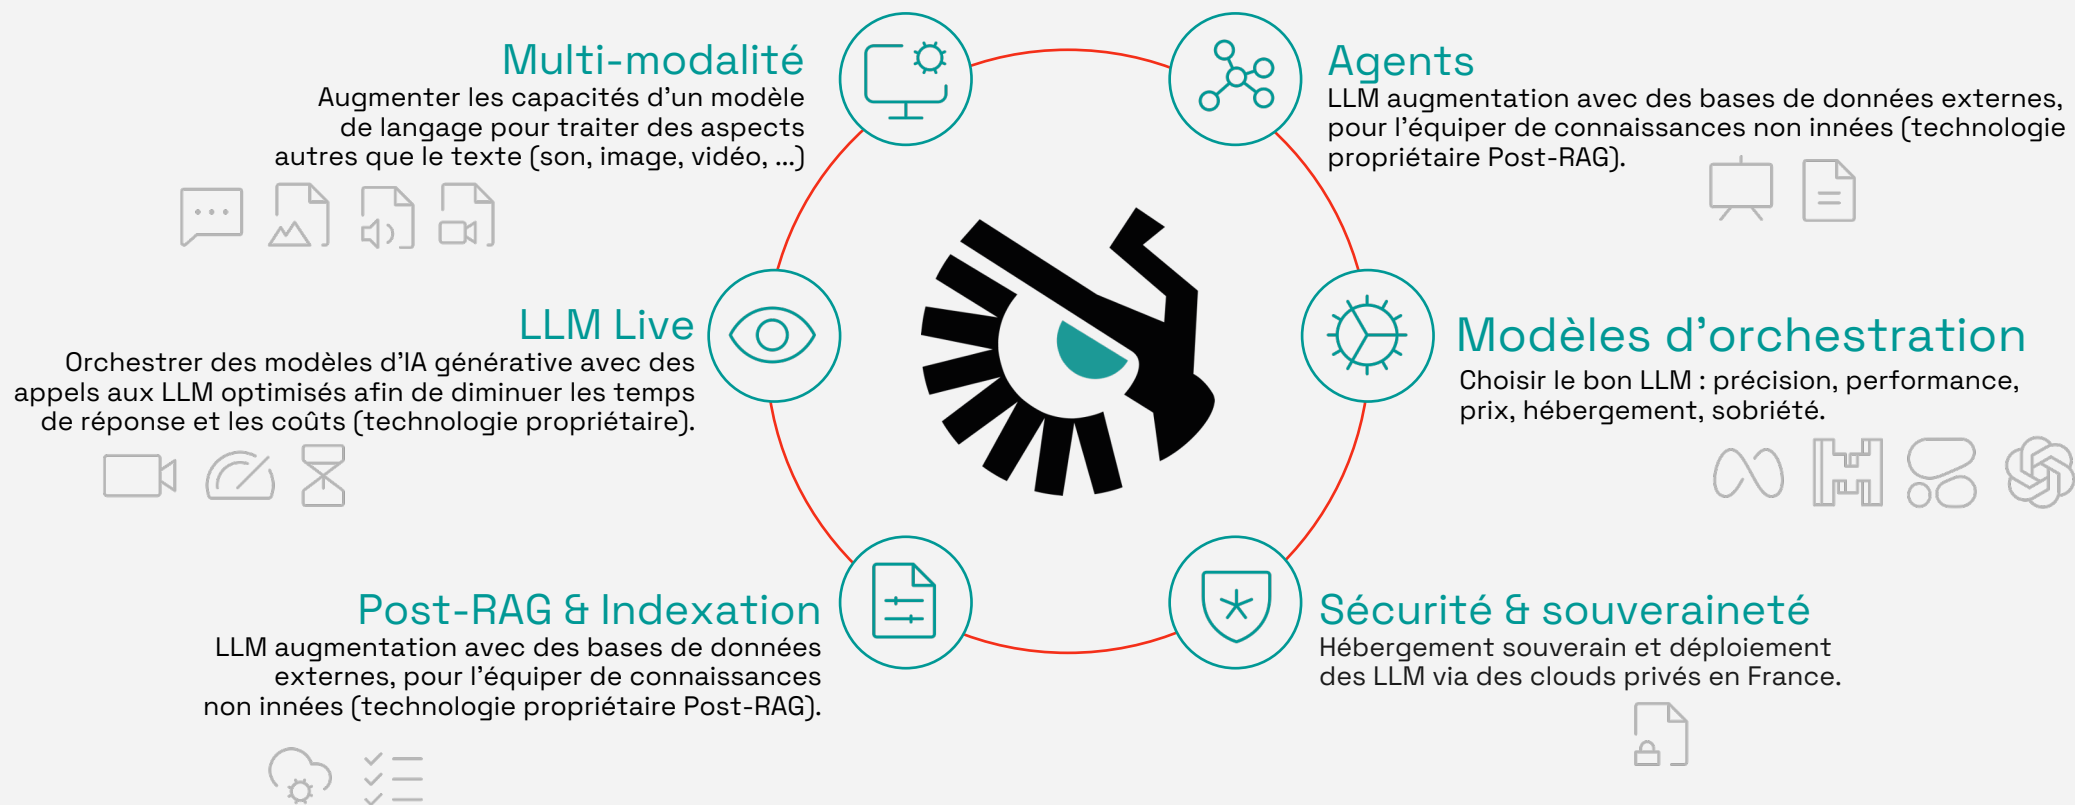 Multi-modalité
Augmenter les capacités d'un modèle
de langage pour traiter des aspects
autres que le texte (son, image, vidéo, ...)
Agents
LLM augmentation avec des bases de données externes,
pour l'équiper de connaissances non innées (technologie
propriétaire Post-RAG).
LLM Live
Orchestrer des modèles d'IA générative avec des
appels aux LLM optimisés afin de diminuer les temps
de réponse et les coûts (technologie propriétaire).
Modèles d'orchestration
Choisir le bon LLM : précision, performance,
prix, hébergement, sobriété.
Post-RAG & Indexation
LLM augmentation avec des bases de données
externes, pour l'équiper de connaissances
non innées (technologie propriétaire Post-RAG).
Sécurité & souveraineté
Hébergement souverain et déploiement
des LLM via des clouds privés en France.